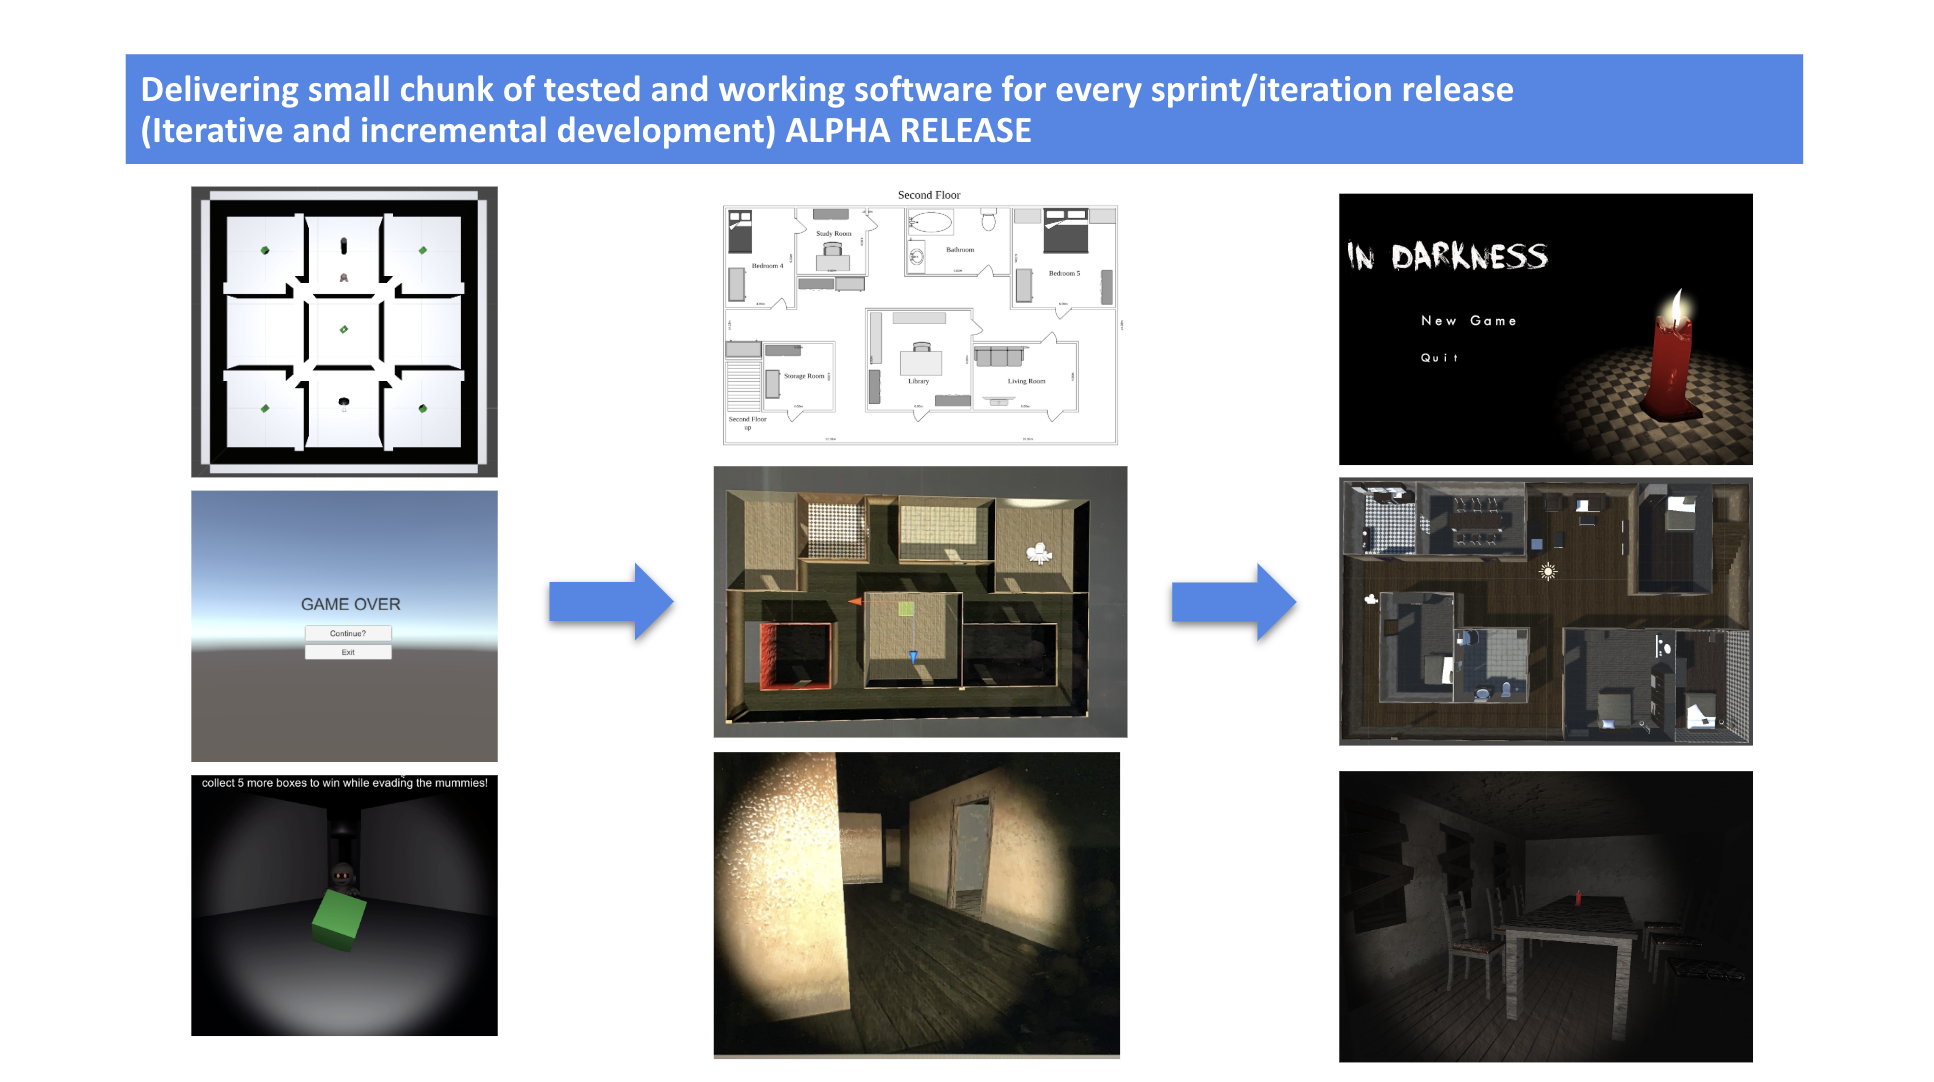 Delivering small chunk of tested and working software for every sprint/iteration release
(Iterative and incremental development) ALPHA RELEASE
GAME OVER
Continue?
Exit
collect 5 more boxes to win while evading the mummies!
Second Floor
Study Room
Bedroom 4
Bathroom
Bedroom 5
Storage Room
Library
Living Room
Second Floor
up
IN DARKNESS
New Game
Quit